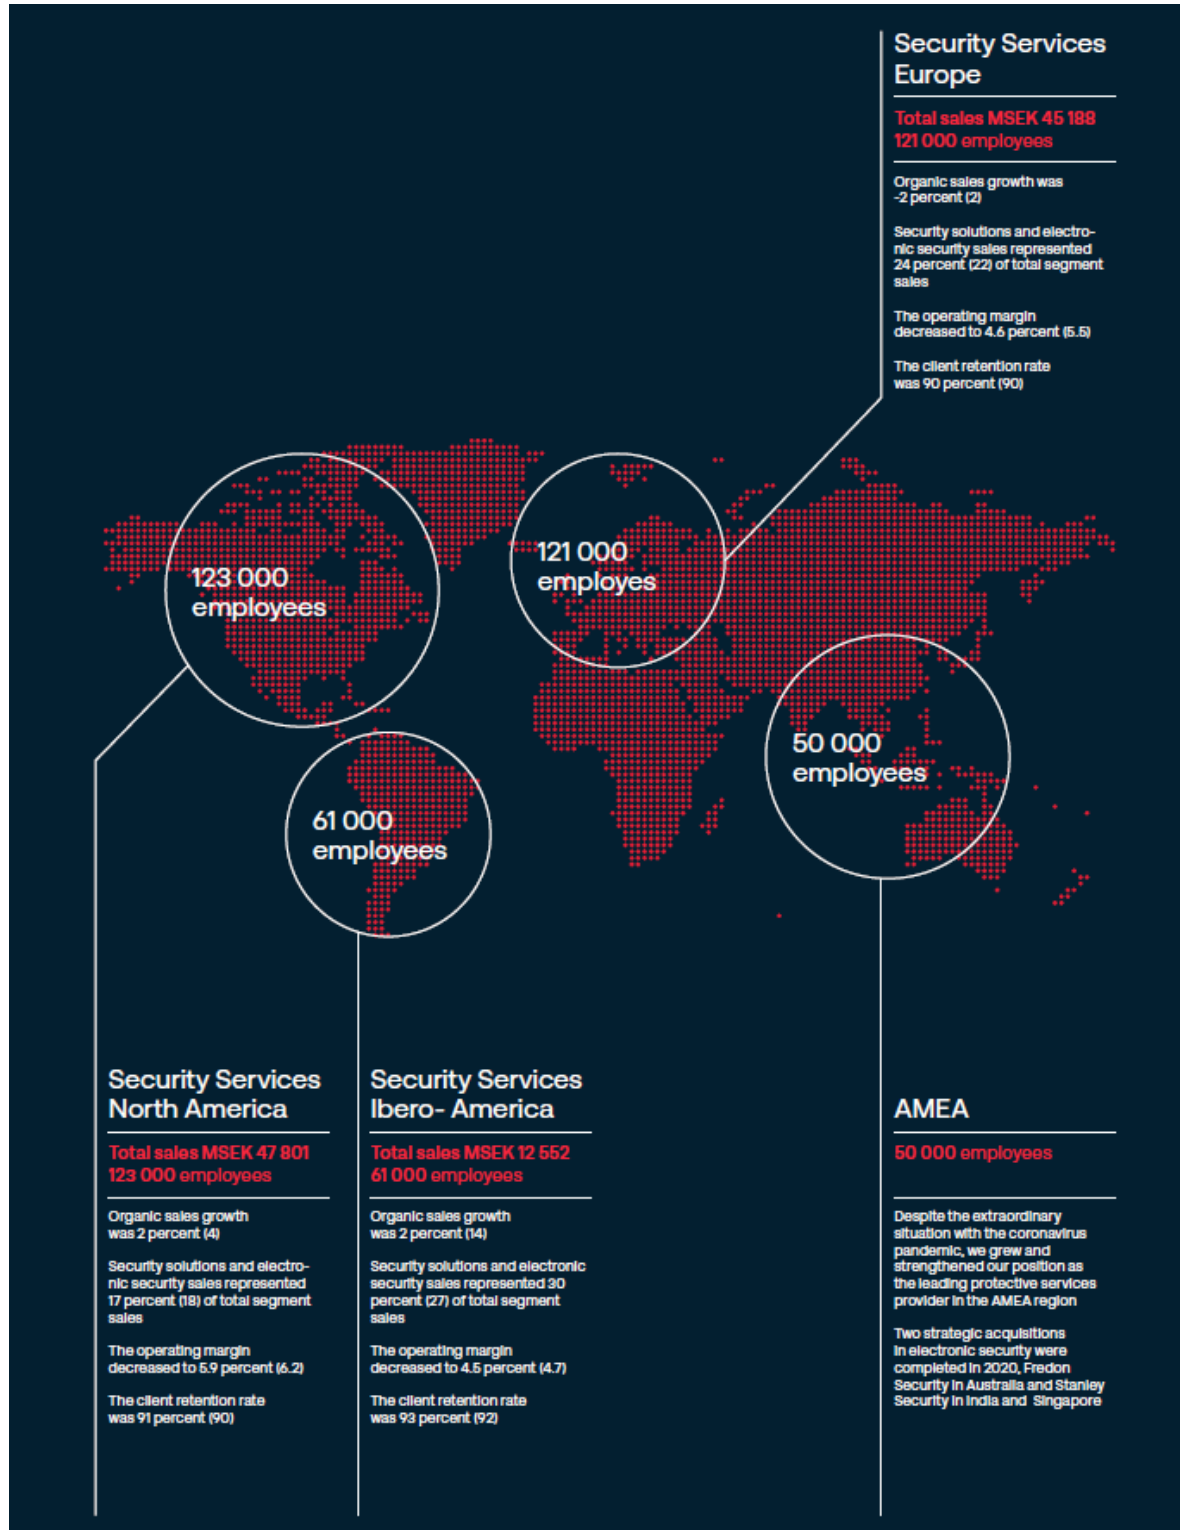 Security Services
Europe
Total sales MSEK 45 188
121 000 employees
Organic sales growth was
-2 percent (2)
Security solutions and electro-
nic security sales represented
24 percent (22) of total segment
sales
The operating margin
decreased to 4.6 percent (5.5)
The client retention rate
was 90 percent (90)
123 000
employees
121 000
employes
50 000
employees
61 000
employees
Security Services
North America
Total sales MSEK 47 801
123 000 employees
Organic sales growth
was 2 percent (4)
Security solutions and electro-
nic security sales represented
17 percent (18) of total segment
sales
The operating margin
decreased to 5.9 percent (6.2)
The client retention rate
was 91 percent (90)
Security Services
Ibero- America
Total sales MSEK 12 552
61 000 employees
Organic sales growth
was 2 percent (14)
Security solutions and electronic
security sales represented 30
percent (27) of total segment
sales
The operating margin
decreased to 4.5 percent (4.7)
The client retention rate
was 93 percent (92)
AMEA
50 000 employees
Despite the extraordinary
situation with the coronavirus
pandemic, we grew and
strengthened our position as
the leading protective services
provider in the AMEA region
Two strategic acquisitions
in electronic security were
completed in 2020, Fredon
Security in Australia and Stanley
Security in India and Singapore